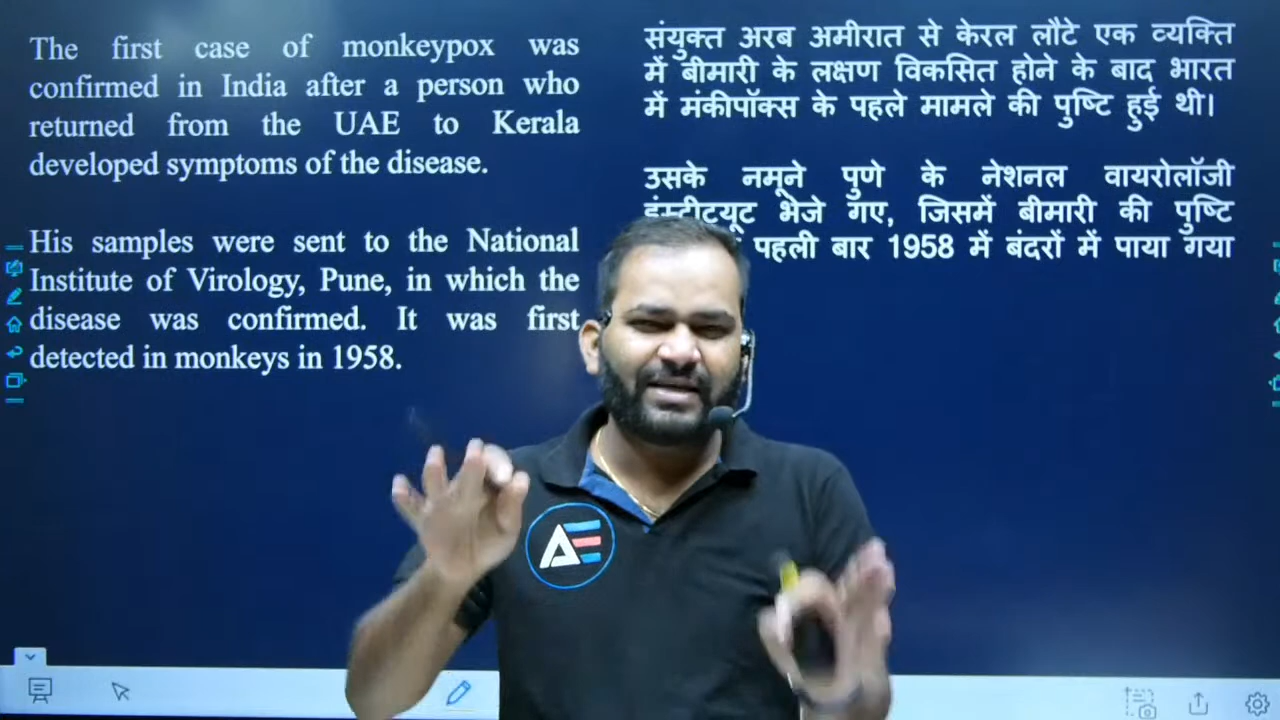 The first case of monkeypox was
confirmed in India after a person who
returned from the UAE to Kerala
developed symptoms of the disease.
His samples were sent to the National
Institute of Virology, Pune, in which the
disease was confirmed. It was first
detected in monkeys in 1958.
संयुक्त अरब अमीरात से केरल लौटे एक व्यक्ति
में बीमारी के लक्षण विकसित होने के बाद भारत
में मंकीपॉक्स के पहले मामले की पुष्टि हुई थी।
उसके नमूने पुणे के नेशनल वायरोलॉजी
इंस्टीट्यूट भेजे गए, जिसमें बीमारी की पुष्टि
पहली बार 1958 में बंदरों में पाया गया
AE